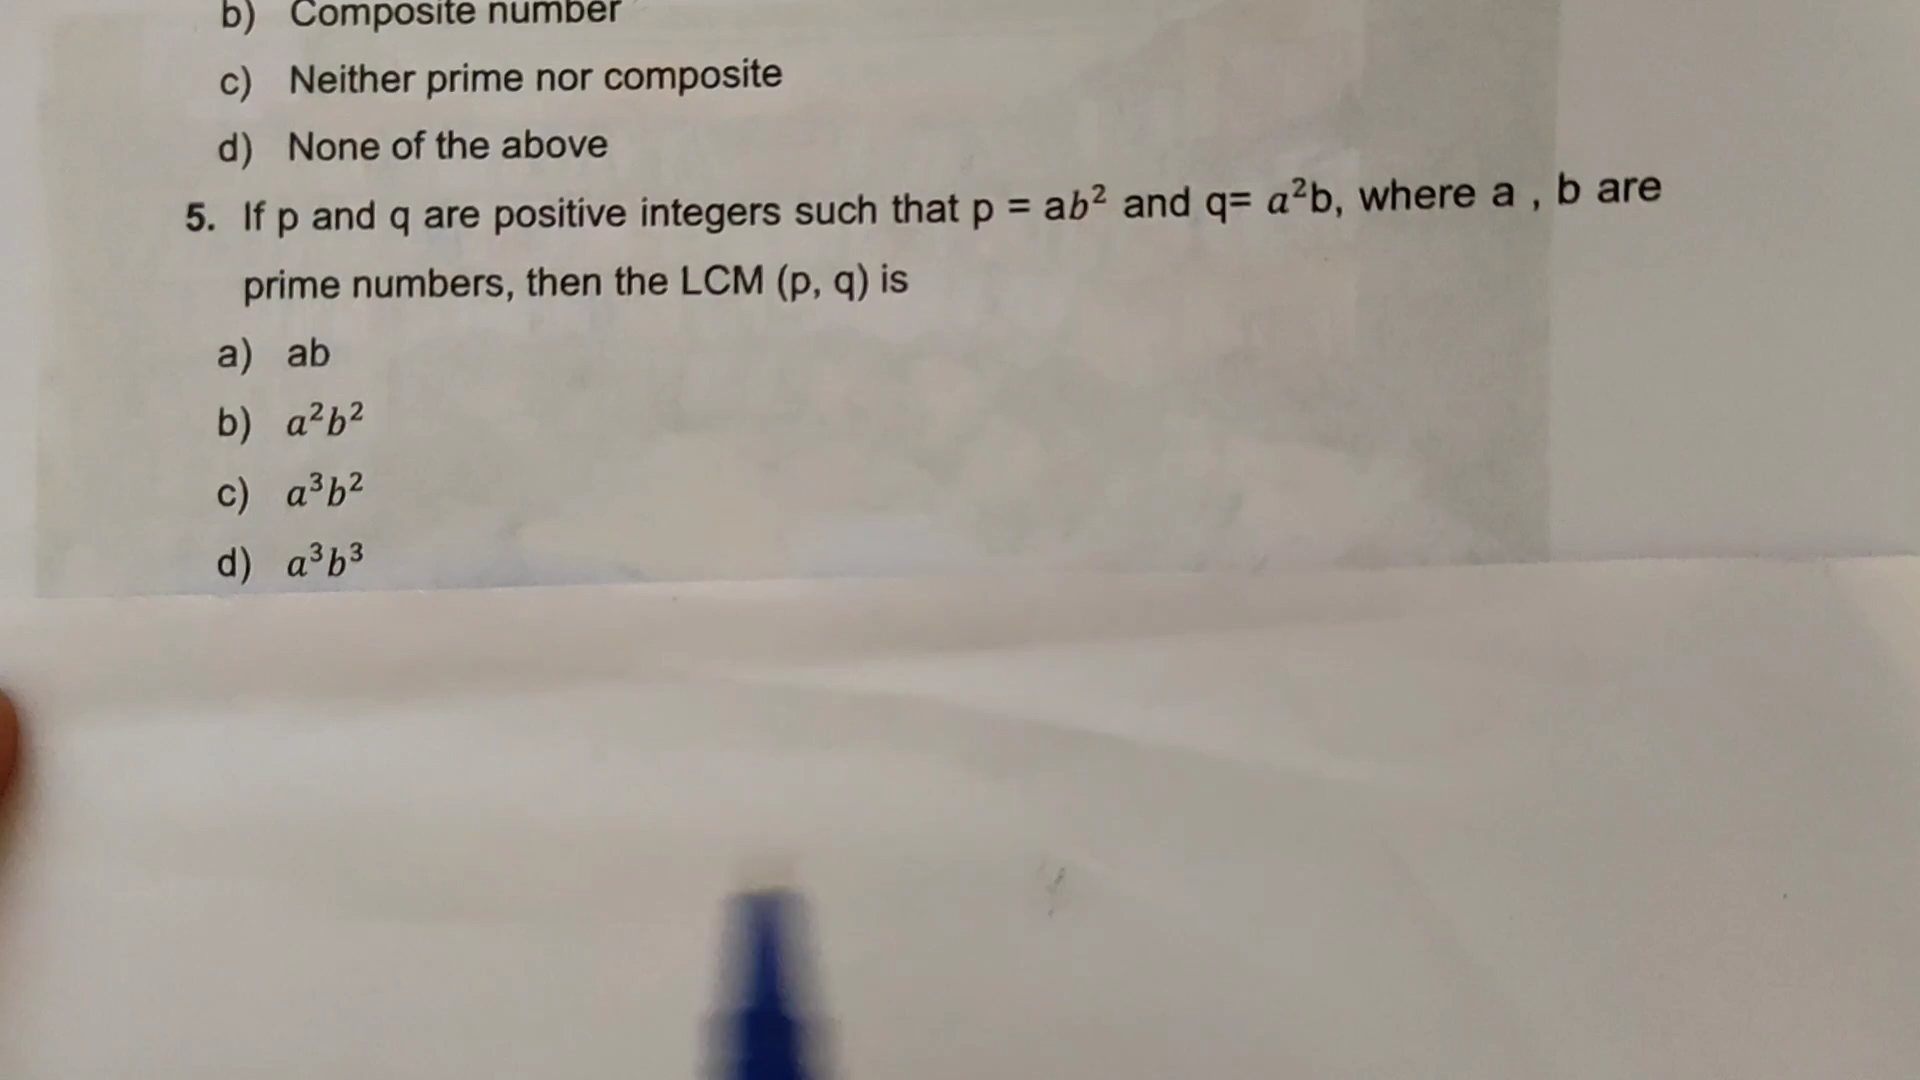 b) Composite number
c) Neither prime nor composite
d) None of the above
5. If p and q are positive integers such that p = ab² and q= a²b, where a , b are
prime numbers, then the LCM (p, q) is
a) ab
b) a²b²
c) a³b²
d) a³b³